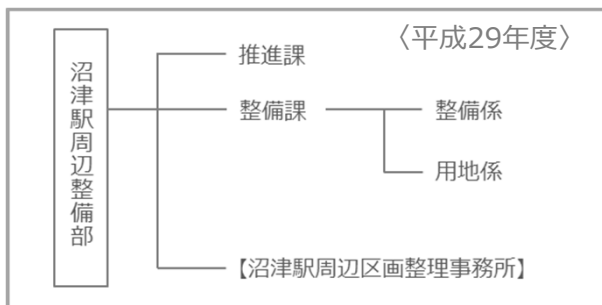 〈平成29年度〉
沼津駅周辺整備部
推進課
整備課
整備係
用地係
【沼津駅周辺区画整理事務所】